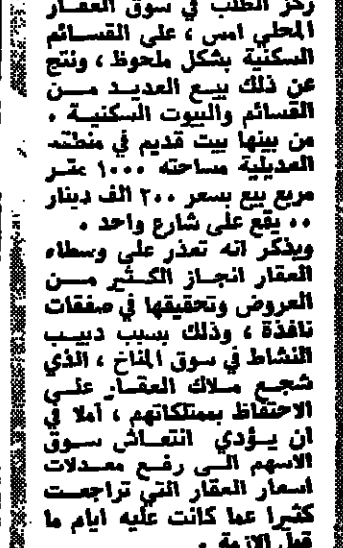 ركز الطلب في سوق العقار
المحلي امس ، على القسائم
السكنية بشكل ملحوظ ، ونتج
عن ذلك بيع العديد من
القسائم والبيوت السكنية .
من بينها بيت قديم في منطقة
العديلية مساحته ١٠٠٠ متر
مربع بيع بسعر ٢٠٠ الف دينار
.. يقع على شارع واحد .
ويذكر انه تعذر على وسطاء
العقار انجاز الكثير من
العروض وتحقيقها في صفقات
نافذة ، وذلك بسبب دبيب
النشاط في سوق المناخ ، الذي
شجع ملاك العقار على
الاحتفاظ بممتلكاتهم ، املا في
ان يؤدي انتعاش سوق
الاسهم الى رفع معدلات
اسعار العقار التي تراجعت
كثيرا عما كانت عليه ايام ما
قبل الازمة .